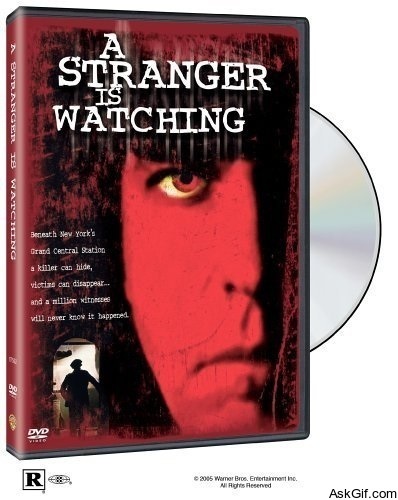 A
STRANGER
IS
WATCHING
A STRANGER IS WATCHING
Beneath New York's
Grand Central Station
a killer can hide,
victims can disappear...
and a million witnesses
will never know it happened.
DVD
DVD
R
© 2005 Warner Bros. Entertainment Inc.
All Rights Reserved
AskGif.com